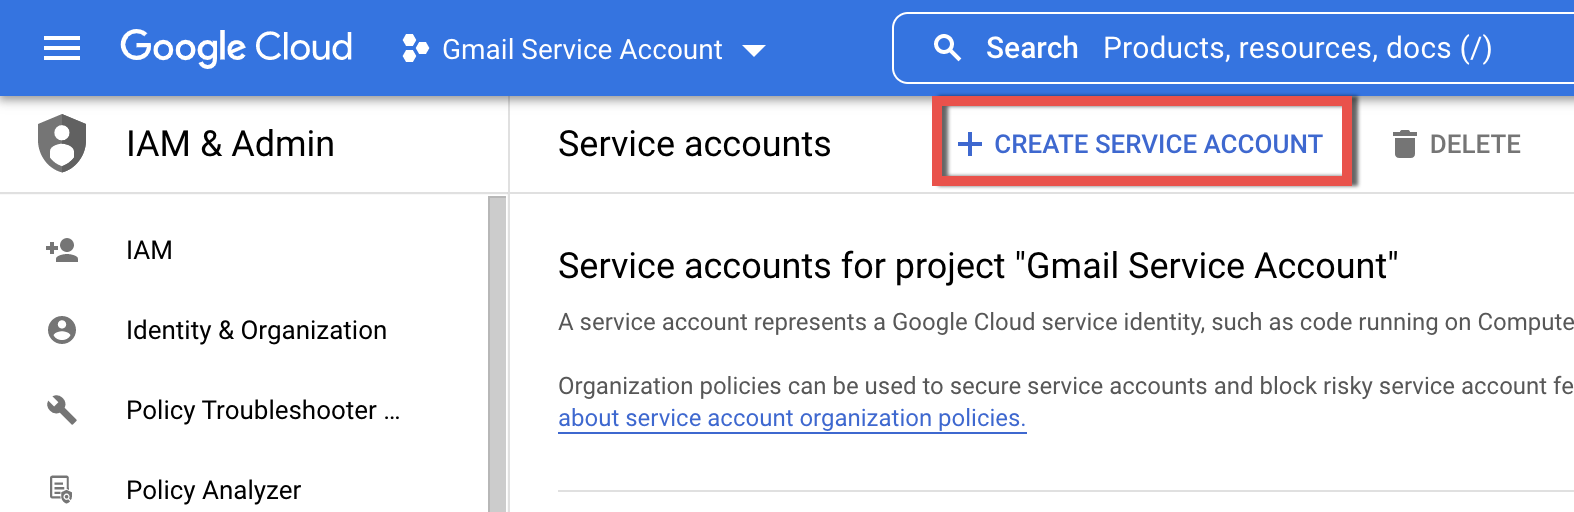 Google Cloud Gmail Service Account Search Products, resources, docs (/)
IAM & Admin
Service accounts + CREATE SERVICE ACCOUNT DELETE
IAM
Identity & Organization
Policy Troubleshooter ...
Policy Analyzer
Service accounts for project "Gmail Service Account"
A service account represents a Google Cloud service identity, such as code running on Compute
Organization policies can be used to secure service accounts and block risky service account fe
about service account organization policies.